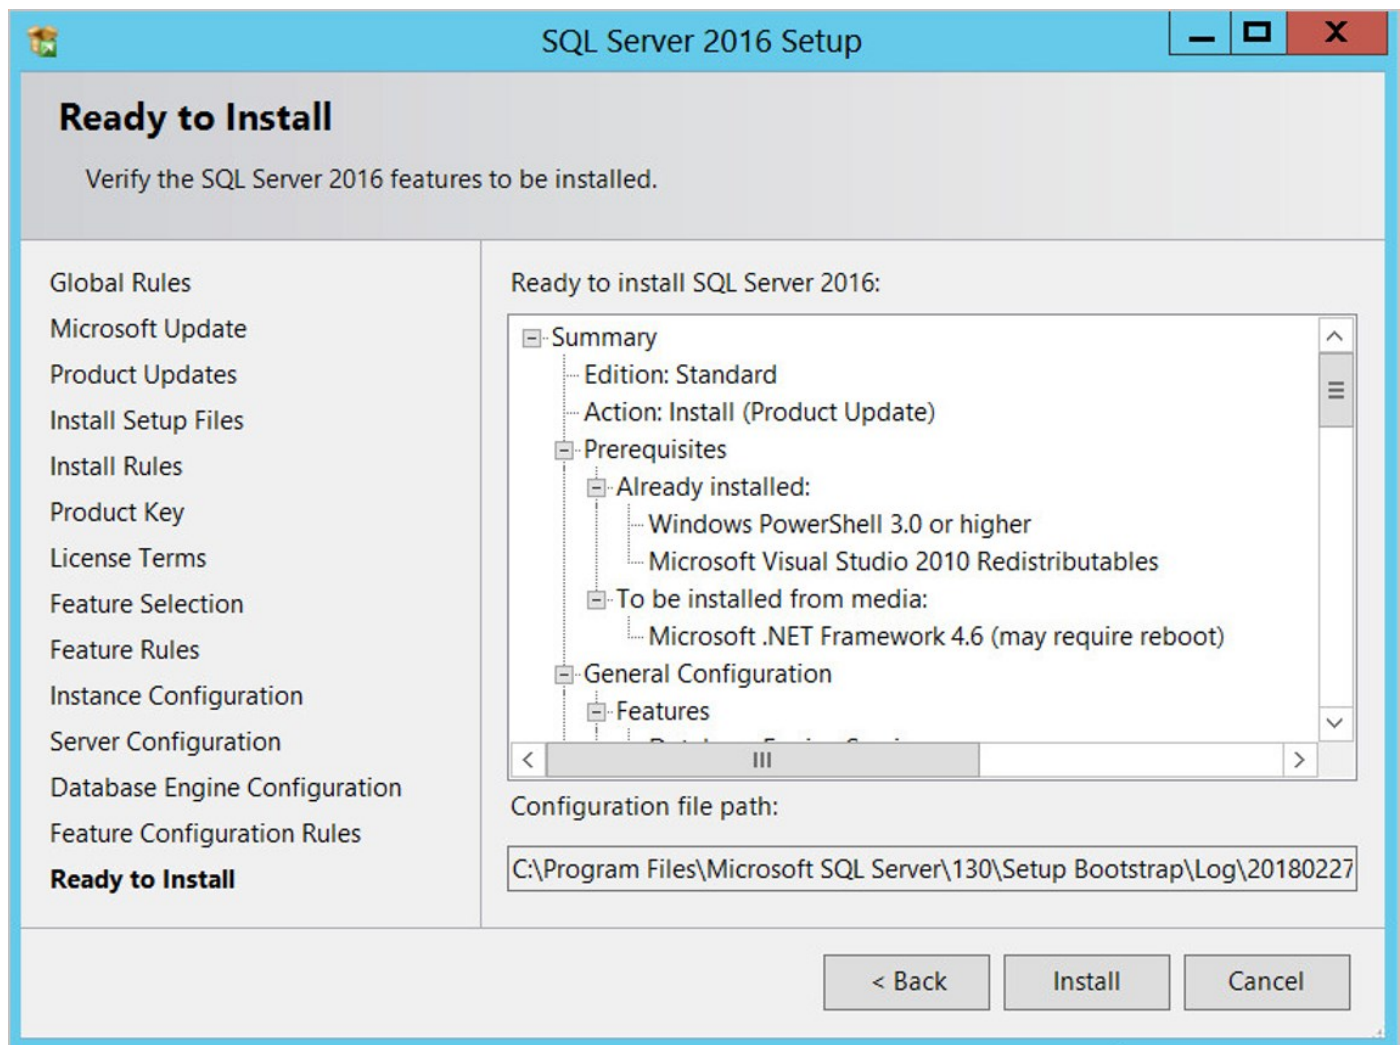 SQL Server 2016 Setup
X
Ready to Install
Verify the SQL Server 2016 features to be installed.
Global Rules
Microsoft Update
Product Updates
Install Setup Files
Install Rules
Product Key
License Terms
Feature Selection
Feature Rules
Instance Configuration
Server Configuration
Database Engine Configuration
Feature Configuration Rules
Ready to Install
Ready to install SQL Server 2016:
Summary
Edition: Standard
Action: Install (Product Update)
Prerequisites
Already installed:
Windows PowerShell 3.0 or higher
Microsoft Visual Studio 2010 Redistributables
To be installed from media:
Microsoft .NET Framework 4.6 (may require reboot)
General Configuration
Features
Configuration file path:
C:\Program Files\Microsoft SQL Server\130\Setup Bootstrap\Log\20180227
< Back
Install
Cancel